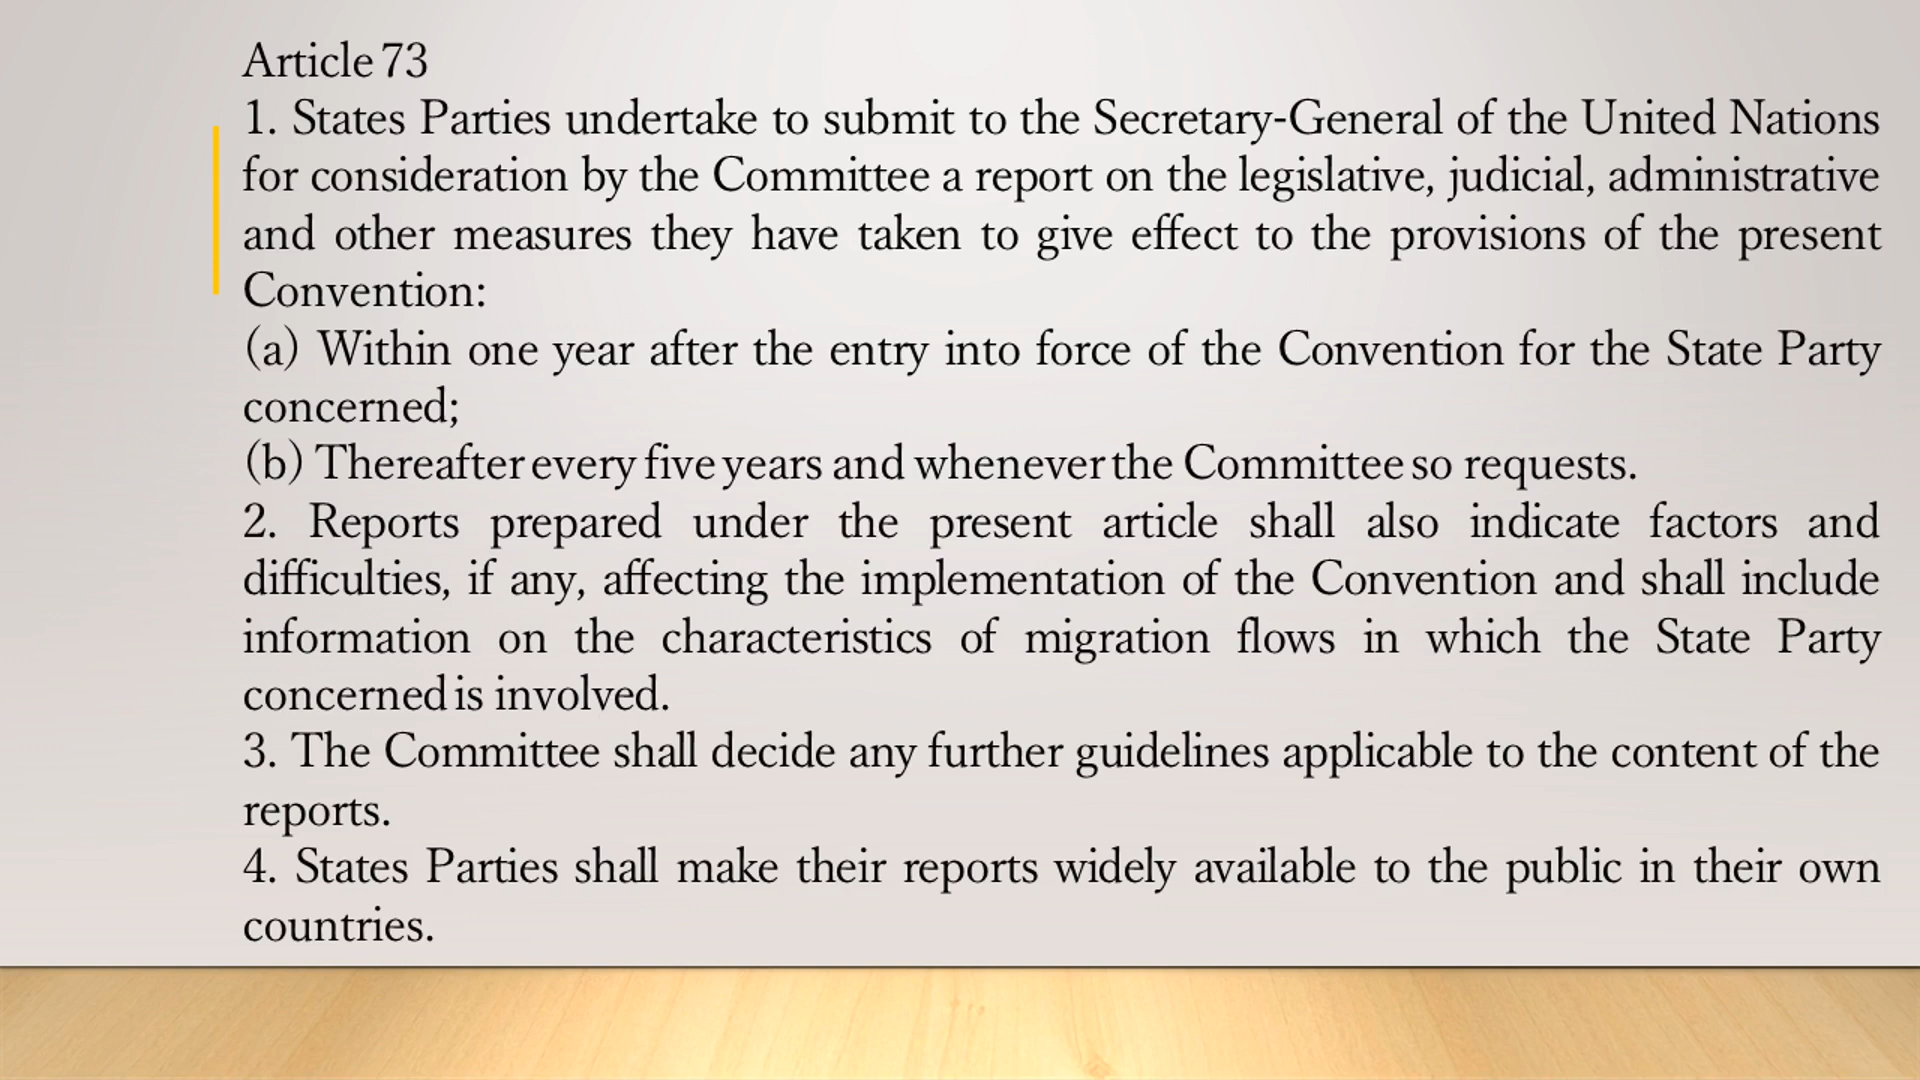 Article 73
1. States Parties undertake to submit to the Secretary-General of the United Nations
for consideration by the Committee a report on the legislative, judicial, administrative
and other measures they have taken to give effect to the provisions of the present
Convention:
(a) Within one year after the entry into force of the Convention for the State Party
concerned;
(b) Thereafter every five years and whenever the Committee so requests.
2. Reports prepared under the present article shall also indicate factors and
difficulties, if any, affecting the implementation of the Convention and shall include
information on the characteristics of migration flows in which the State Party
concerned is involved.
3. The Committee shall decide any further guidelines applicable to the content of the
reports.
4. States Parties shall make their reports widely available to the public in their own
countries.